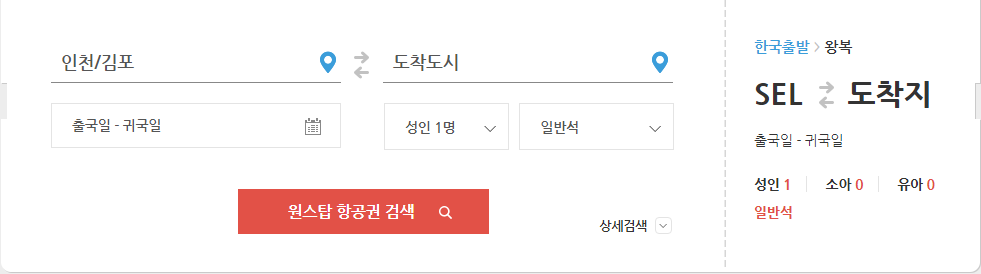 인천/김포
도착도시
출국일 - 귀국일
성인 1명
일반석
원스탑 항공권 검색
상세검색
한국출발 > 왕복
SEL 도착지
출국일 - 귀국일
성인 1 소아 0 유아 0
일반석